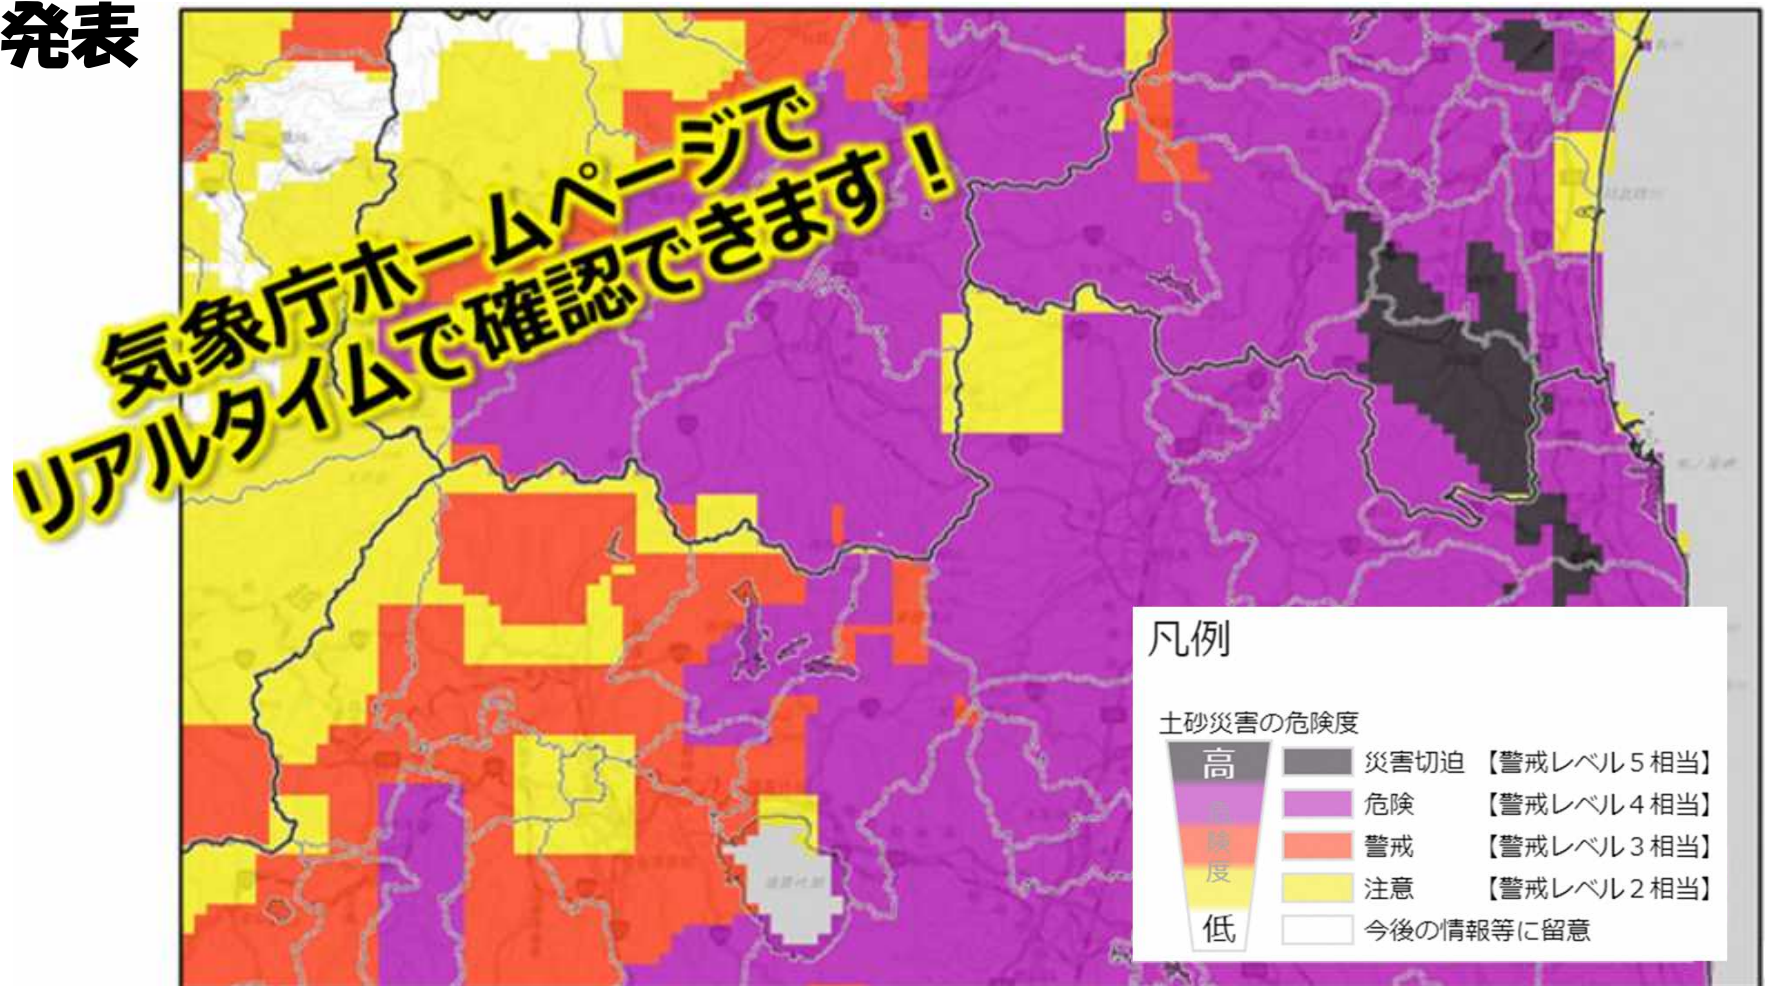 発表
気象庁ホームページで
リアルタイムで確認できます！
凡例
土砂災害の危険度
高
危険度
低
災害切迫 【警戒レベル５相当】
危険 【警戒レベル４相当】
警戒 【警戒レベル３相当】
注意 【警戒レベル２相当】
今後の情報等に留意